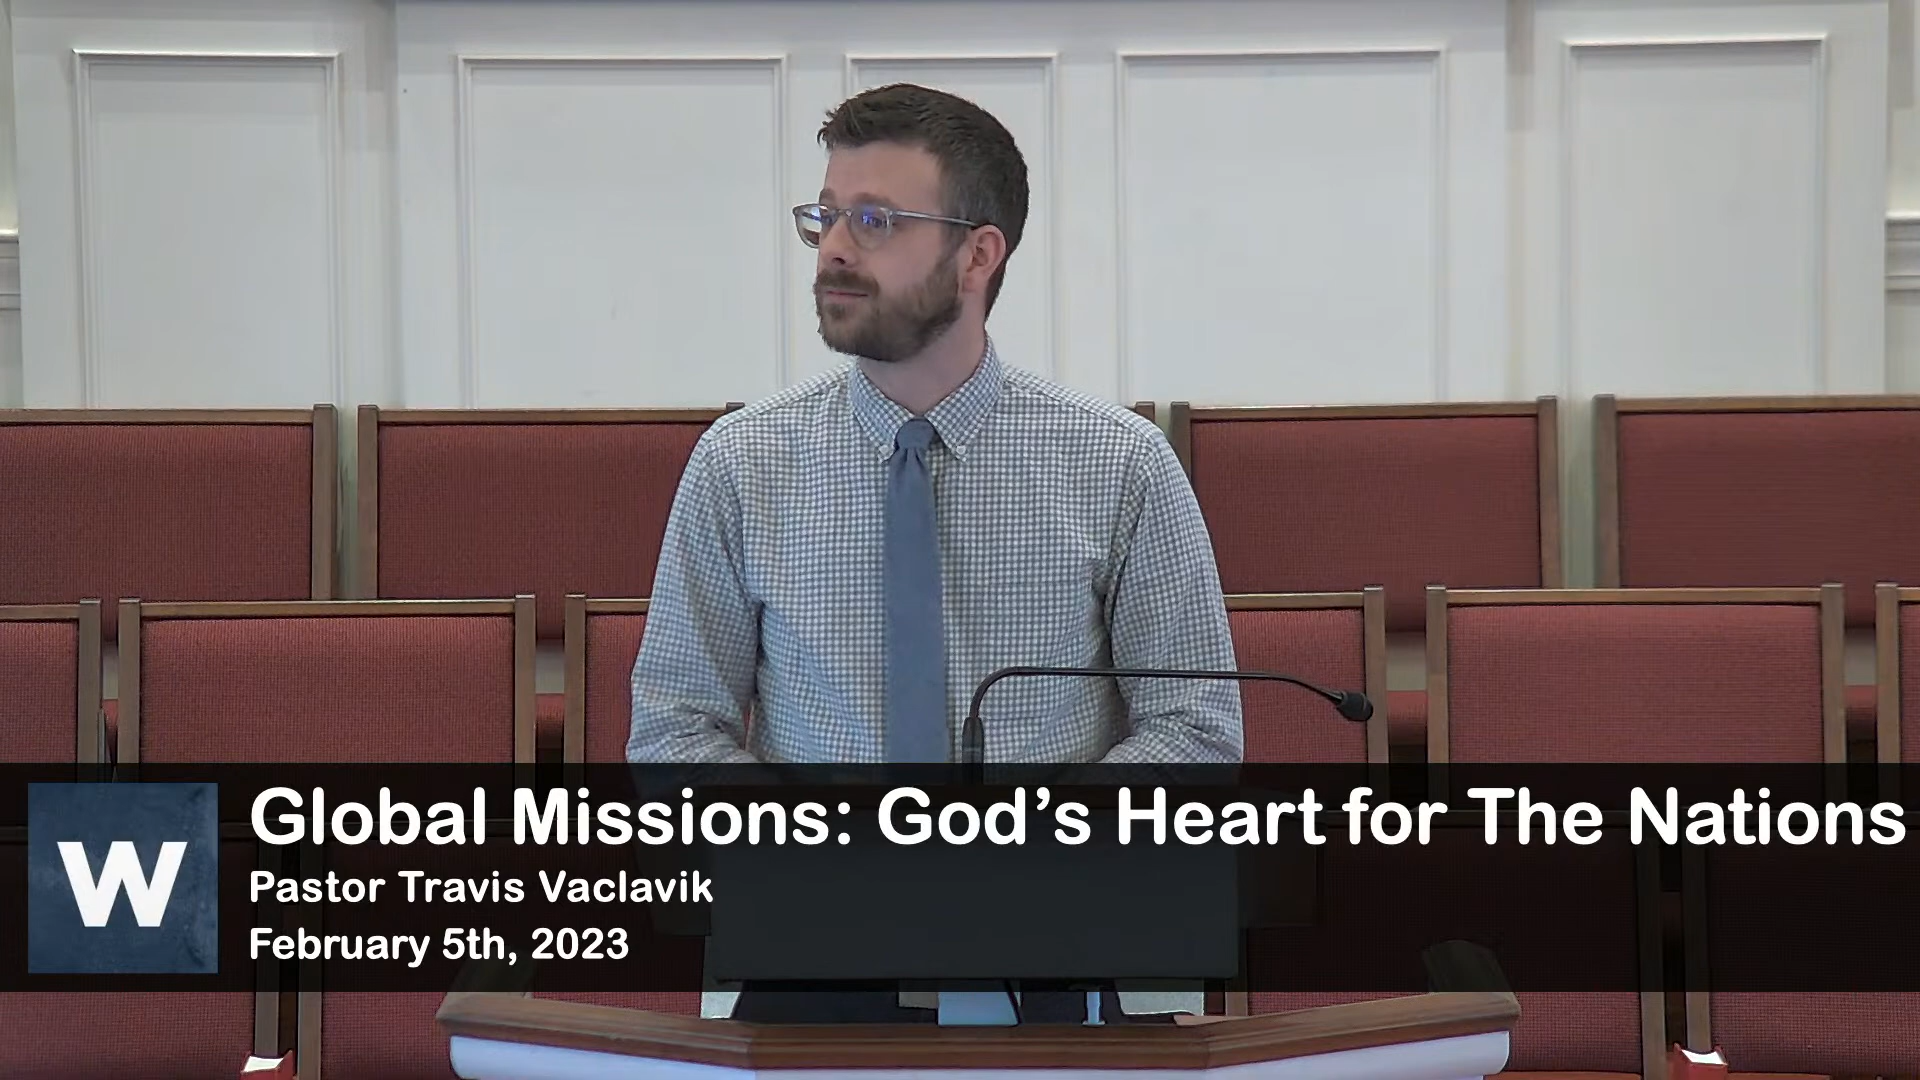 Global Missions: God’s Heart for The Nations
W
Pastor Travis Vaclavik
February 5th, 2023